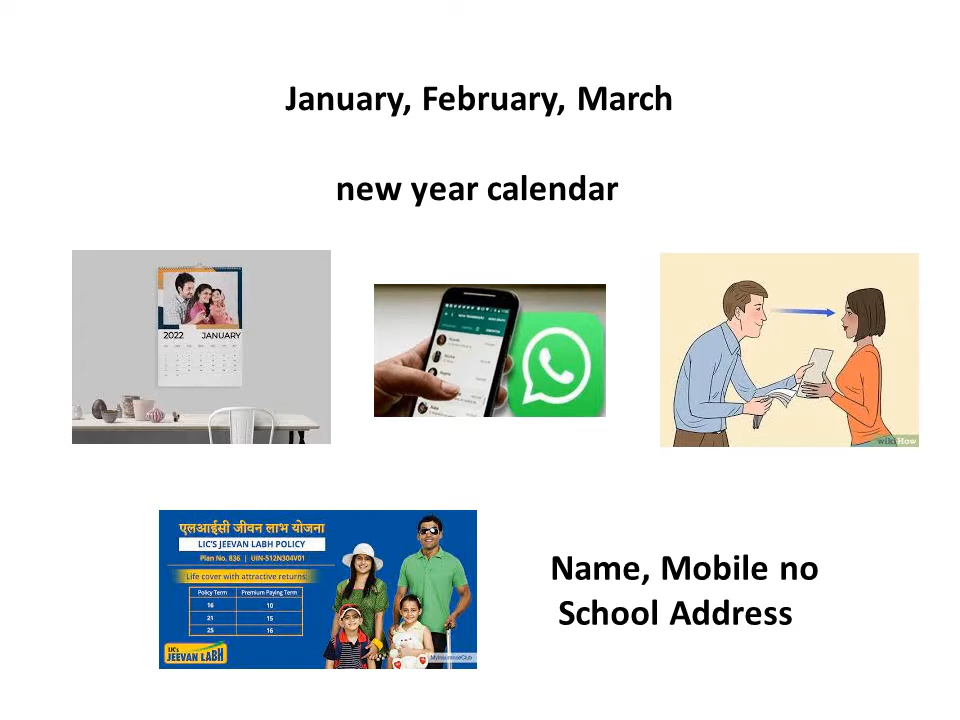 January, February, March
new year calendar
2022 JANUARY
wikiHow
एलआईसी जीवन लाभ योजना
LIC'S JEEVAN LABH POLICY
Plan No. 836 | UIN-512N304V01
Life cover with attractive returns:
Policy Term Premium Paying Term
16 10
21 15
25 16
LIC's
JEEVAN LABH
MyInsuranceClub
Name, Mobile no
School Address